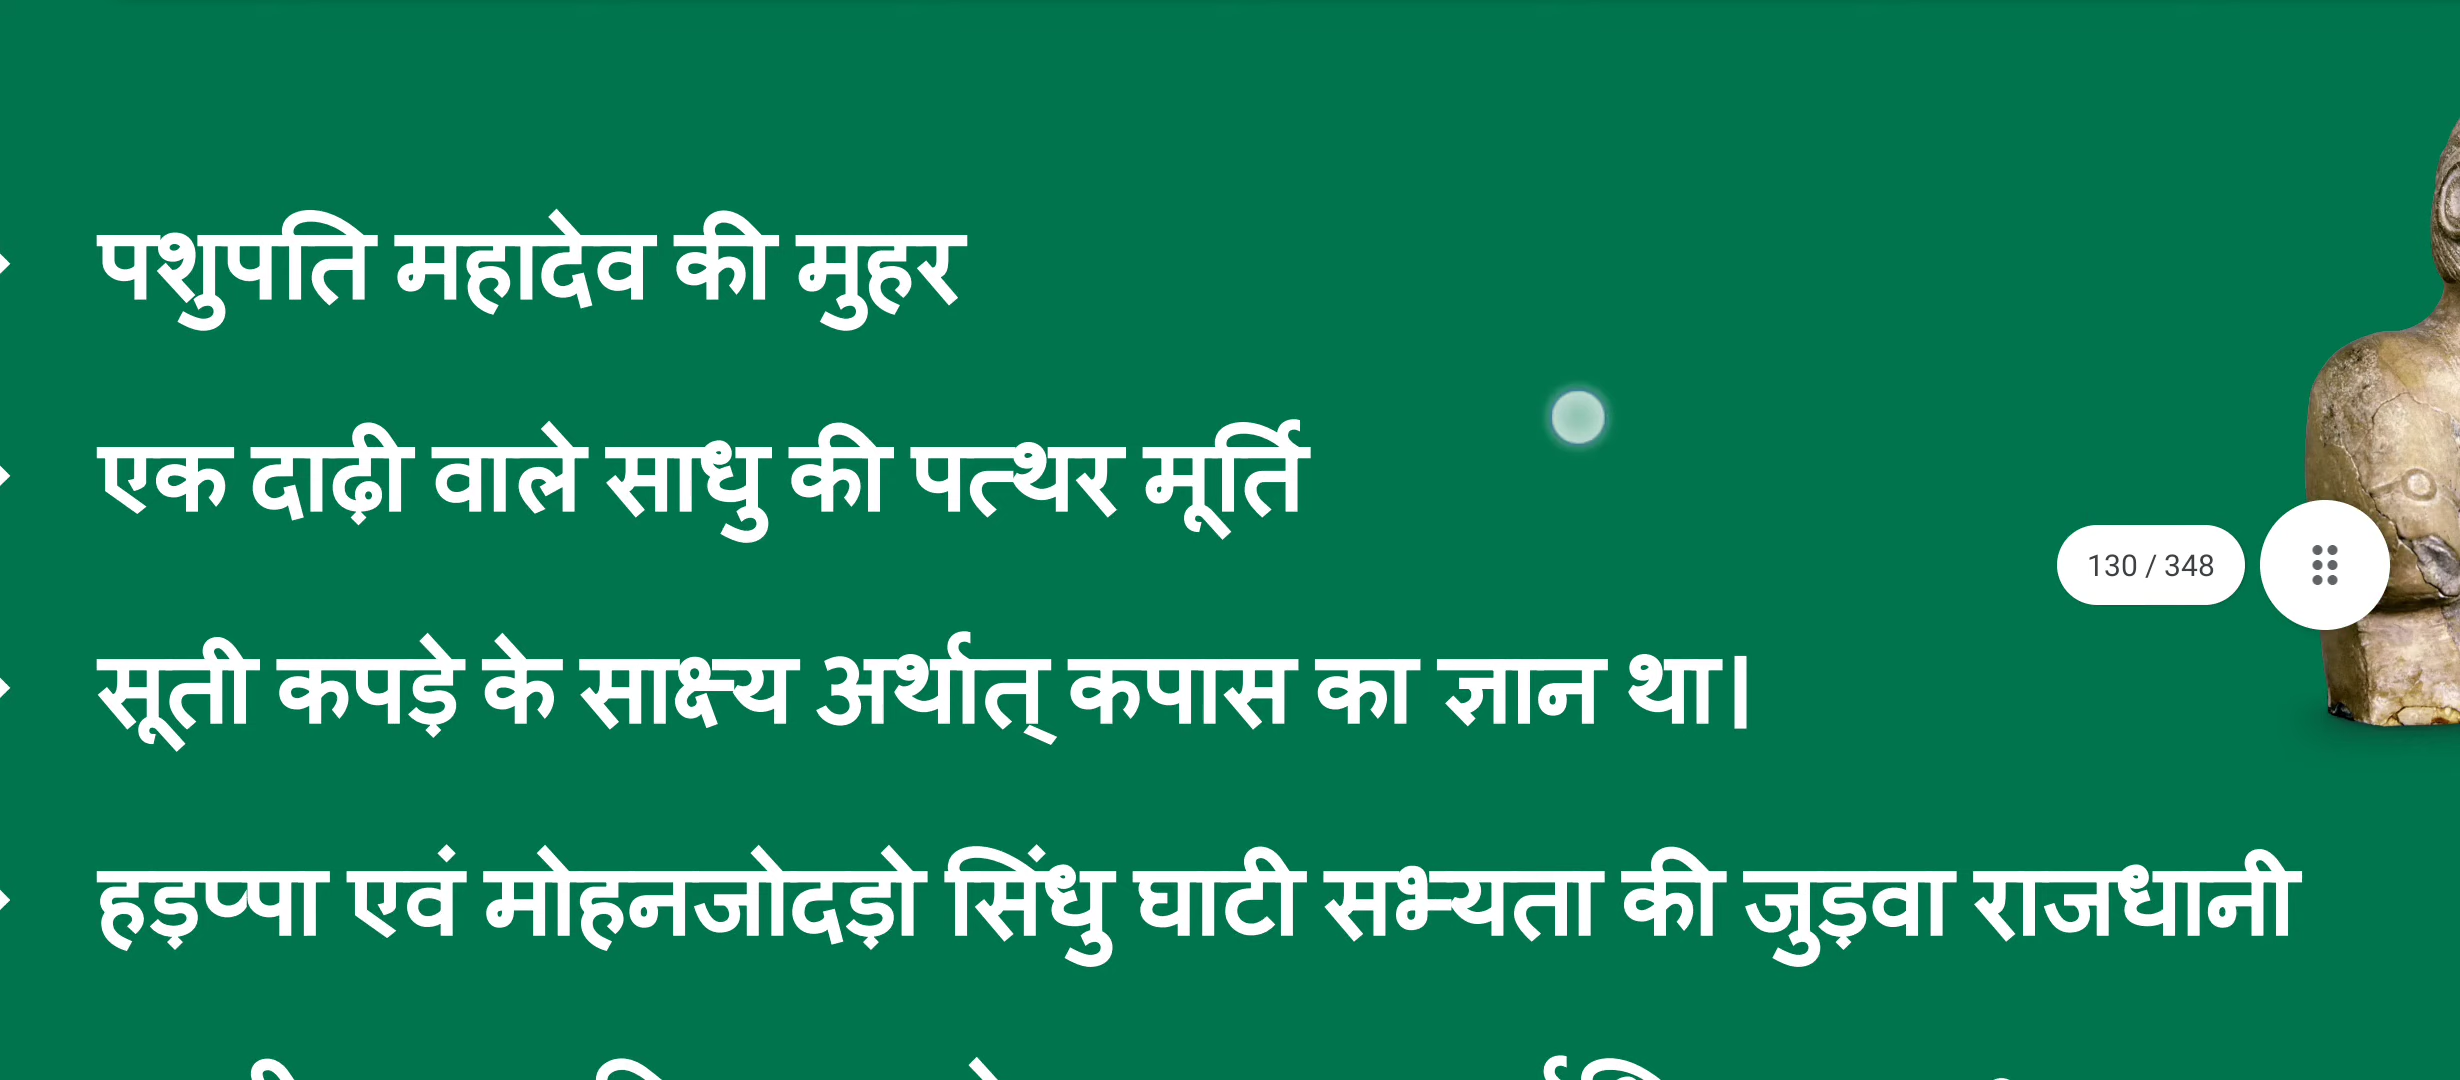 पशुपति महादेव की मुहर
एक दाढ़ी वाले साधु की पत्थर मूर्ति
130 / 348
सूती कपड़े के साक्ष्य अर्थात् कपास का ज्ञान था।
हड़प्पा एवं मोहनजोदड़ो सिंधु घाटी सभ्यता की जुड़वा राजधानी